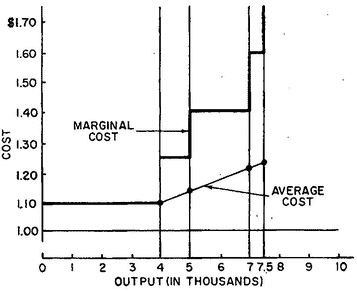 $1.70
1.60
1.50
1.40
1.30
1.20
1.10
1.00
COST
MARGINAL
COST
AVERAGE
COST
0 1 2 3 4 5 6 7 7.5 8 9 10
OUTPUT (IN THOUSANDS)